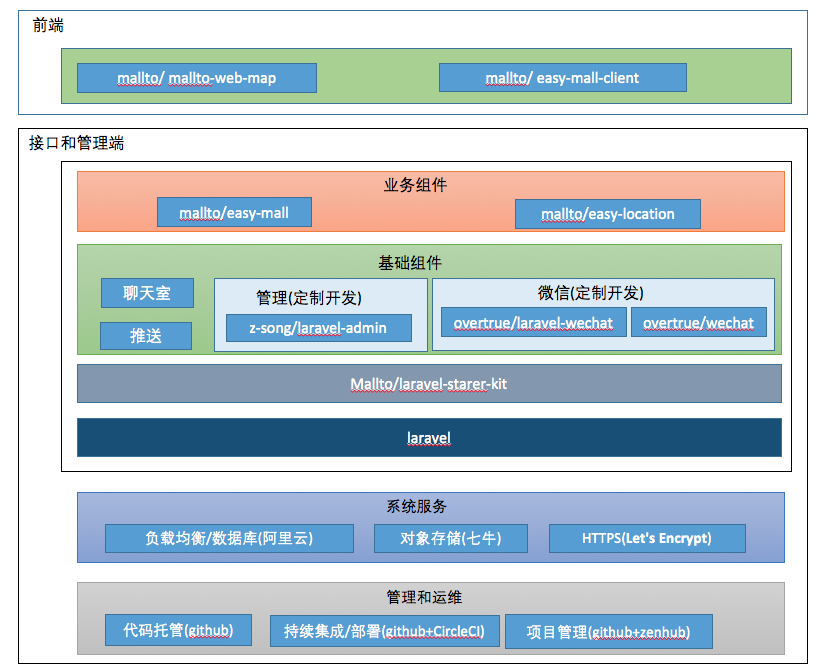 前端
mallto/ mallto-web-map
mallto/ easy-mall-client
接口和管理端
业务组件
mallto/easy-mall
mallto/easy-location
基础组件
聊天室
推送
管理(定制开发)
z-song/laravel-admin
微信(定制开发)
overtrue/laravel-wechat
overtrue/wechat
Mallto/laravel-starer-kit
laravel
系统服务
负载均衡/数据库(阿里云)
对象存储(七牛)
HTTPS(Let's Encrypt)
管理和运维
代码托管(github)
持续集成/部署(github+CircleCI)
项目管理(github+zenhub)